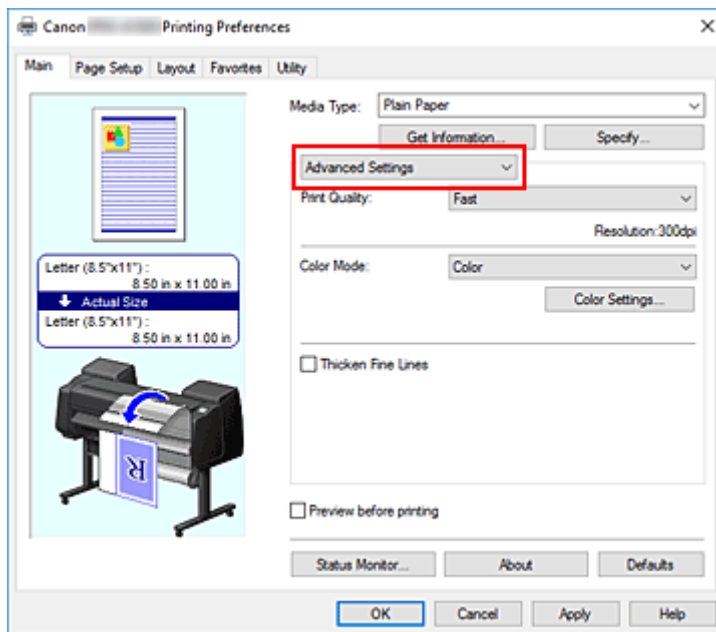 Canon Printing Preferences
Main Page Setup Layout Favorites Utility
Media Type: Plain Paper
Get Information... Specify...
Advanced Settings
Print Quality: Fast
Resolution:300dpi
Letter (8.5"x11") :
8.50 in x 11.00 in
Actual Size
Letter (8.5"x11") :
8.50 in x 11.00 in
Color Mode: Color
Color Settings...
Thicken Fine Lines
R
Preview before printing
Status Monitor... About Defaults
OK Cancel Apply Help